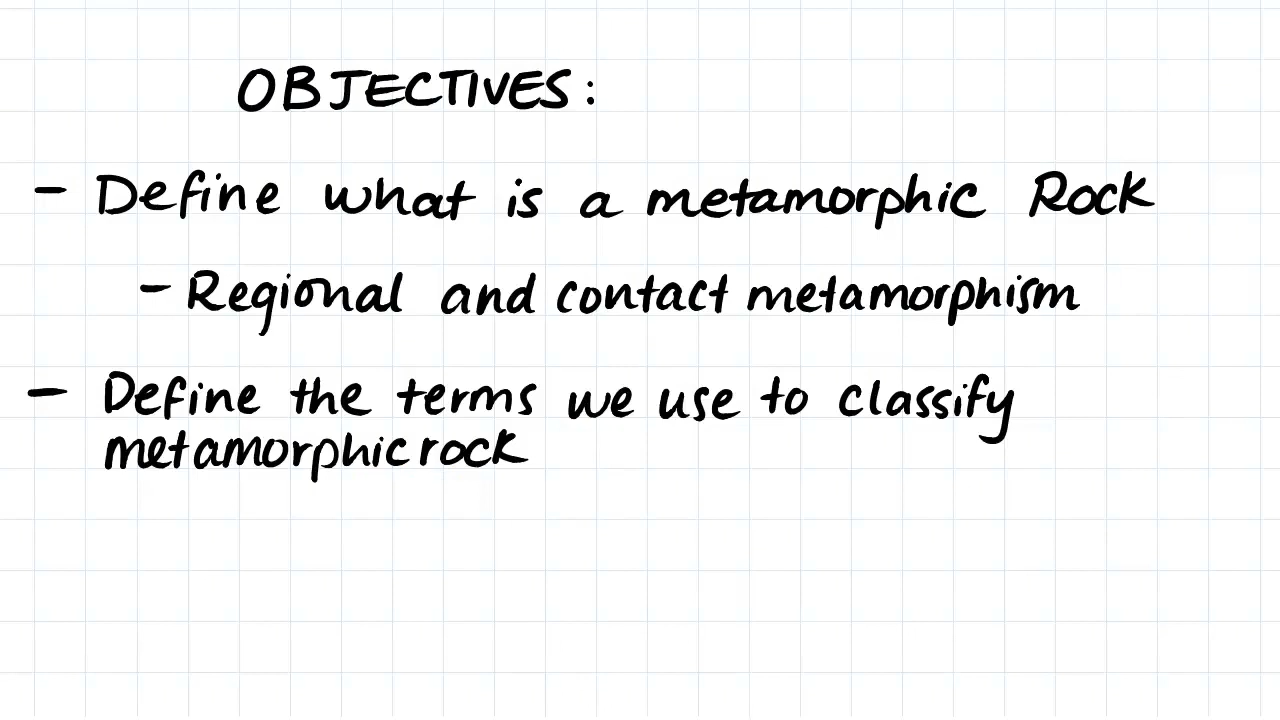 OBJECTIVES:
- Define what is a metamorphic Rock
- Regional and contact metamorphism
- Define the terms we use to classify
metamorphic rock